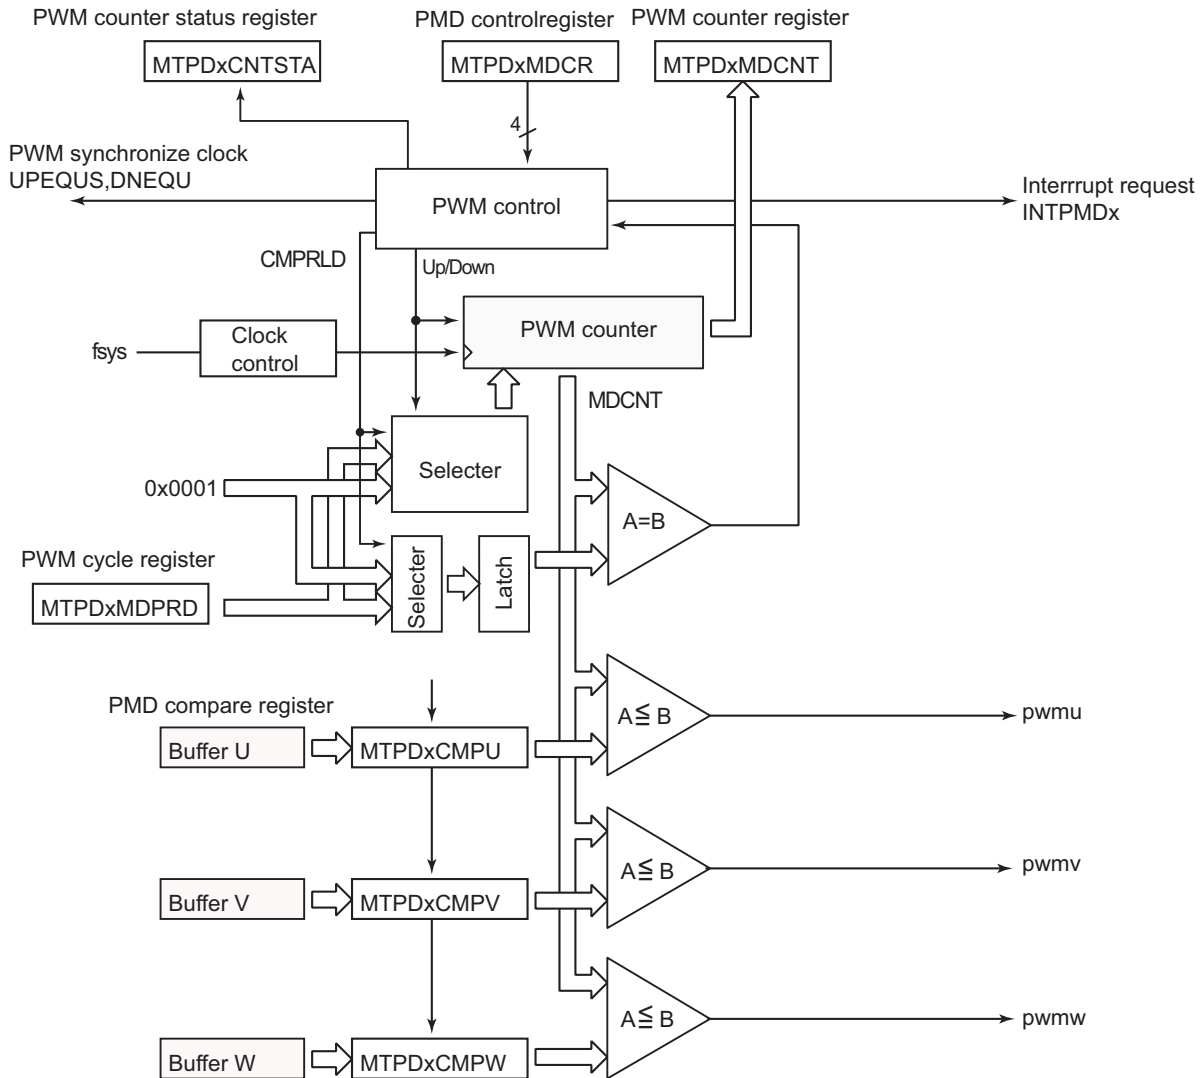 PWM counter status register
PMD controlregister
PWM counter register
MTPDxCNTSTA
MTPDxMDCR
MTPDxMDCNT
4
PWM synchronize clock
UPEQUS,DNEQU
PWM control
Interrrupt request
INTPMDx
CMPRLD
Up/Down
PWM counter
fsys
Clock
control
MDCNT
Selecter
0x0001
A=B
PWM cycle register
MTPDxMDPRD
Selecter
Latch
PMD compare register
Buffer U
MTPDxCMPU
A≦ B
pwmu
Buffer V
MTPDxCMPV
A≦ B
pwmv
Buffer W
MTPDxCMPW
A≦ B
pwmw